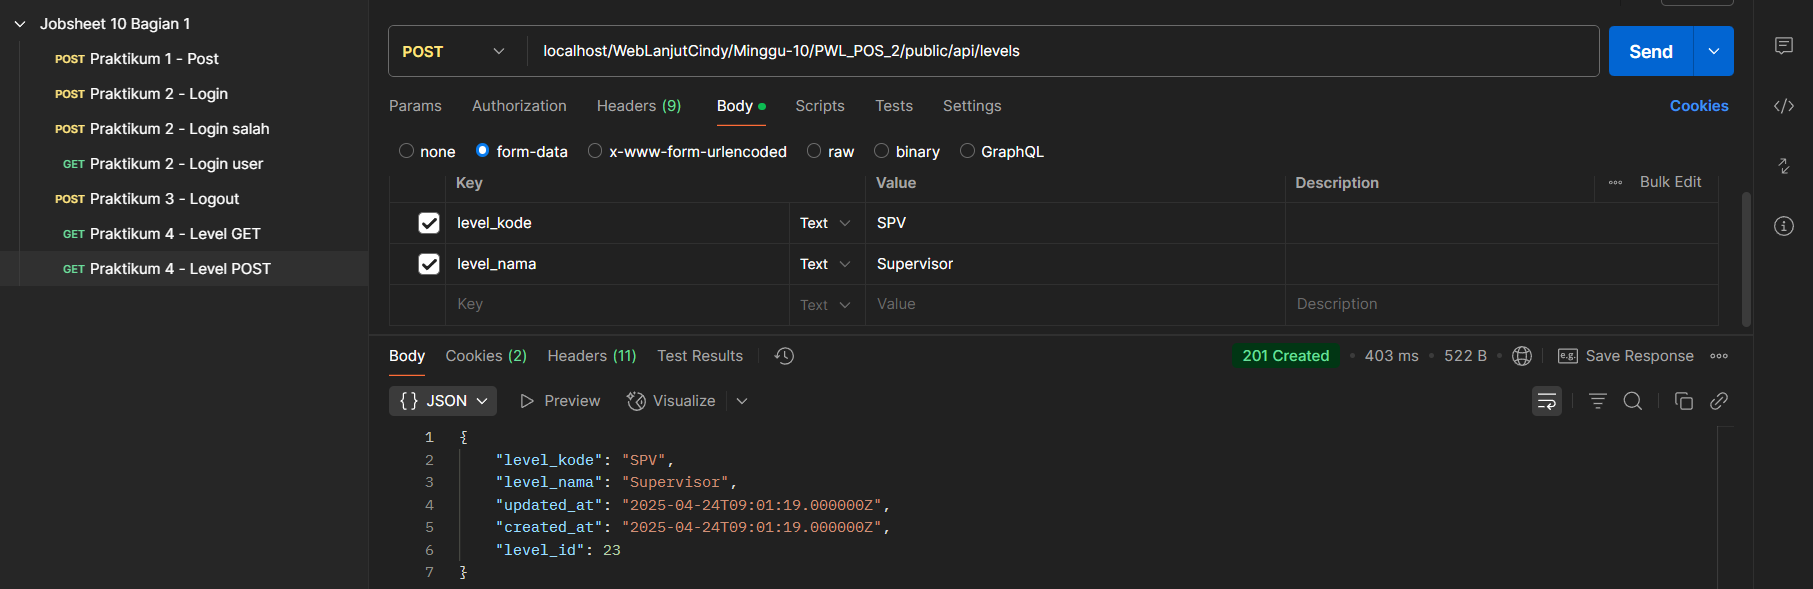 Jobsheet 10 Bagian 1
POST Praktikum 1 - Post
POST Praktikum 2 - Login
POST Praktikum 2 - Login salah
GET Praktikum 2 - Login user
POST Praktikum 3 - Logout
GET Praktikum 4 - Level GET
GET Praktikum 4 - Level POST
POST localhost/WebLanjutCindy/Minggu-10/PWL_POS_2/public/api/levels Send
Params Authorization Headers (9) Body Scripts Tests Settings Cookies
none form-data x-www-form-urlencoded raw binary GraphQL
Key Value Description Bulk Edit
level_kode Text SPV
level_nama Text Supervisor
Key Text Value Description
Body Cookies (2) Headers (11) Test Results 201 Created 403 ms 522 B e.g. Save Response
{} JSON Preview Visualize
1 {
2 "level_kode": "SPV",
3 "level_nama": "Supervisor",
4 "updated_at": "2025-04-24T09:01:19.000000Z",
5 "created_at": "2025-04-24T09:01:19.000000Z",
6 "level_id": 23
7 }